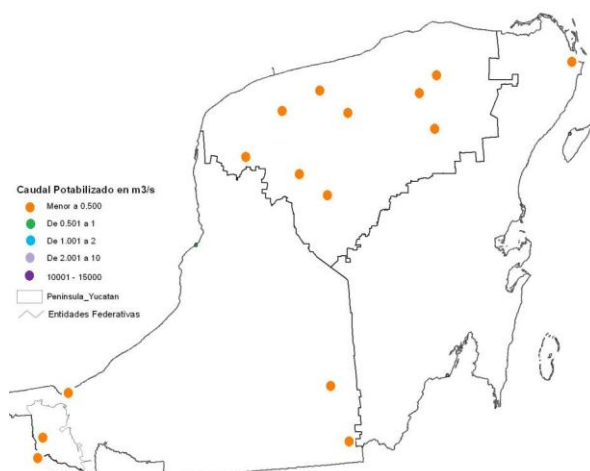 Caudal Potabilizado en m3/s
Menor a 0.500
De 0.501 a 1
De 1.001 a 2
De 2.001 a 10
10001 - 15000
Peninsula_Yucatan
Entidades Federativas